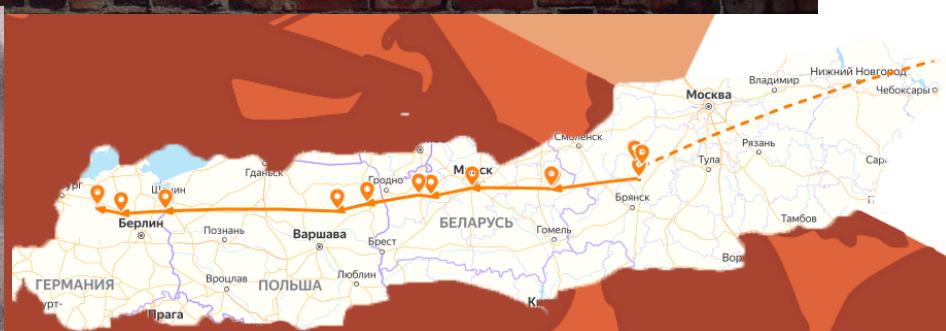 Нижний Новгород
Владимир
Чебоксары
Москва
Смоленск
Рязань
Тула
Гданьск
Гродно
Минск
Брянск
Берлин
Познань
Варшава
БЕЛАРУСЬ
Гомель
Тамбов
Брест
Вроцлав
Люблин
ГЕРМАНИЯ
ПОЛЬША
Прага